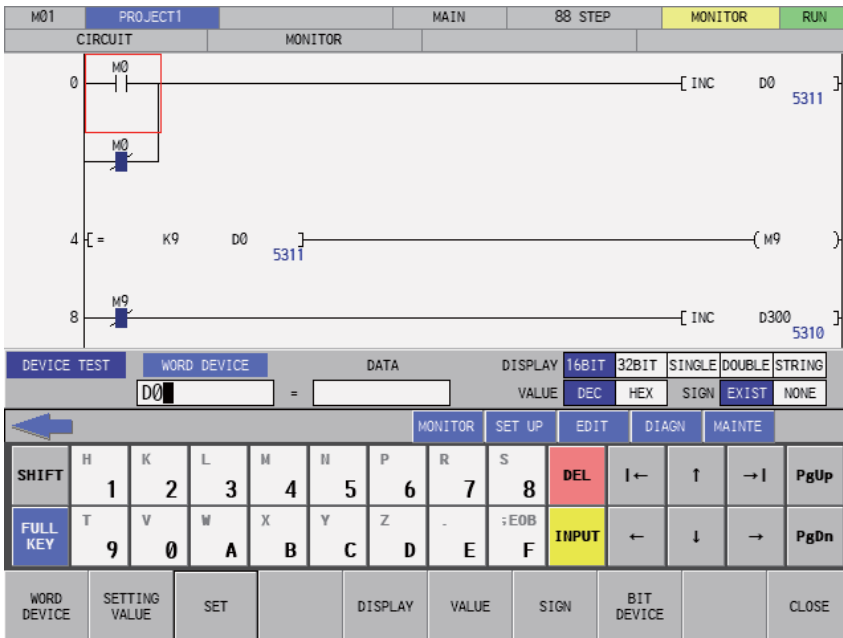 M01 PROJECT1 MAIN 88 STEP MONITOR RUN
CIRCUIT MONITOR
M0
0 INC D0
5311
M0
4 = K9 D0 M9
5311
M9
8 INC D300
5310
DEVICE TEST WORD DEVICE DATA DISPLAY 16BIT 32BIT SINGLE DOUBLE STRING
D0 = VALUE DEC HEX SIGN EXIST NONE
MONITOR SET UP EDIT DIAGN MAINTE
SHIFT H 1 K 2 L 3 M 4 N 5 P 6 R 7 S 8 DEL |← ↑ →| PgUp
FULL KEY T 9 V 0 W A X B Y C Z D . E ;EOB F INPUT ← ↓ → PgDn
WORD DEVICE SETTING VALUE SET DISPLAY VALUE SIGN BIT DEVICE CLOSE